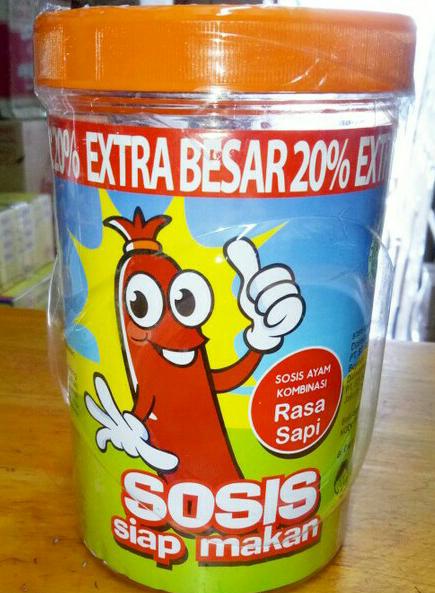 20% EXTRA BESAR 20% EXT
SOSIS AYAM
KOMBINASI
Rasa
Sapi
SOSIS
siap makan